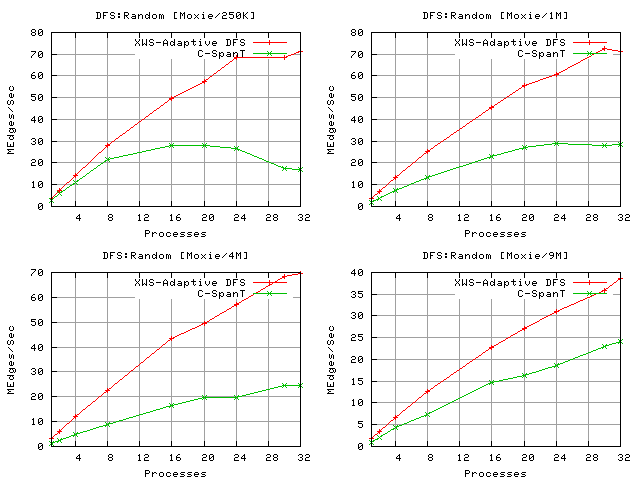 DFS:Random [Moxie/250K]
80
70
60
50
40
30
20
10
0
MEdges/Sec
XWS-Adaptive DFS
C-SpanT
4 8 12 16 20 24 28 32
Processes
DFS:Random [Moxie/1M]
80
70
60
50
40
30
20
10
0
MEdges/Sec
XWS-Adaptive DFS
C-SpanT
4 8 12 16 20 24 28 32
Processes
DFS:Random [Moxie/4M]
70
60
50
40
30
20
10
0
MEdges/Sec
XWS-Adaptive DFS
C-SpanT
4 8 12 16 20 24 28 32
Processes
DFS:Random [Moxie/9M]
40
35
30
25
20
15
10
5
0
MEdges/Sec
XWS-Adaptive DFS
C-SpanT
4 8 12 16 20 24 28 32
Processes